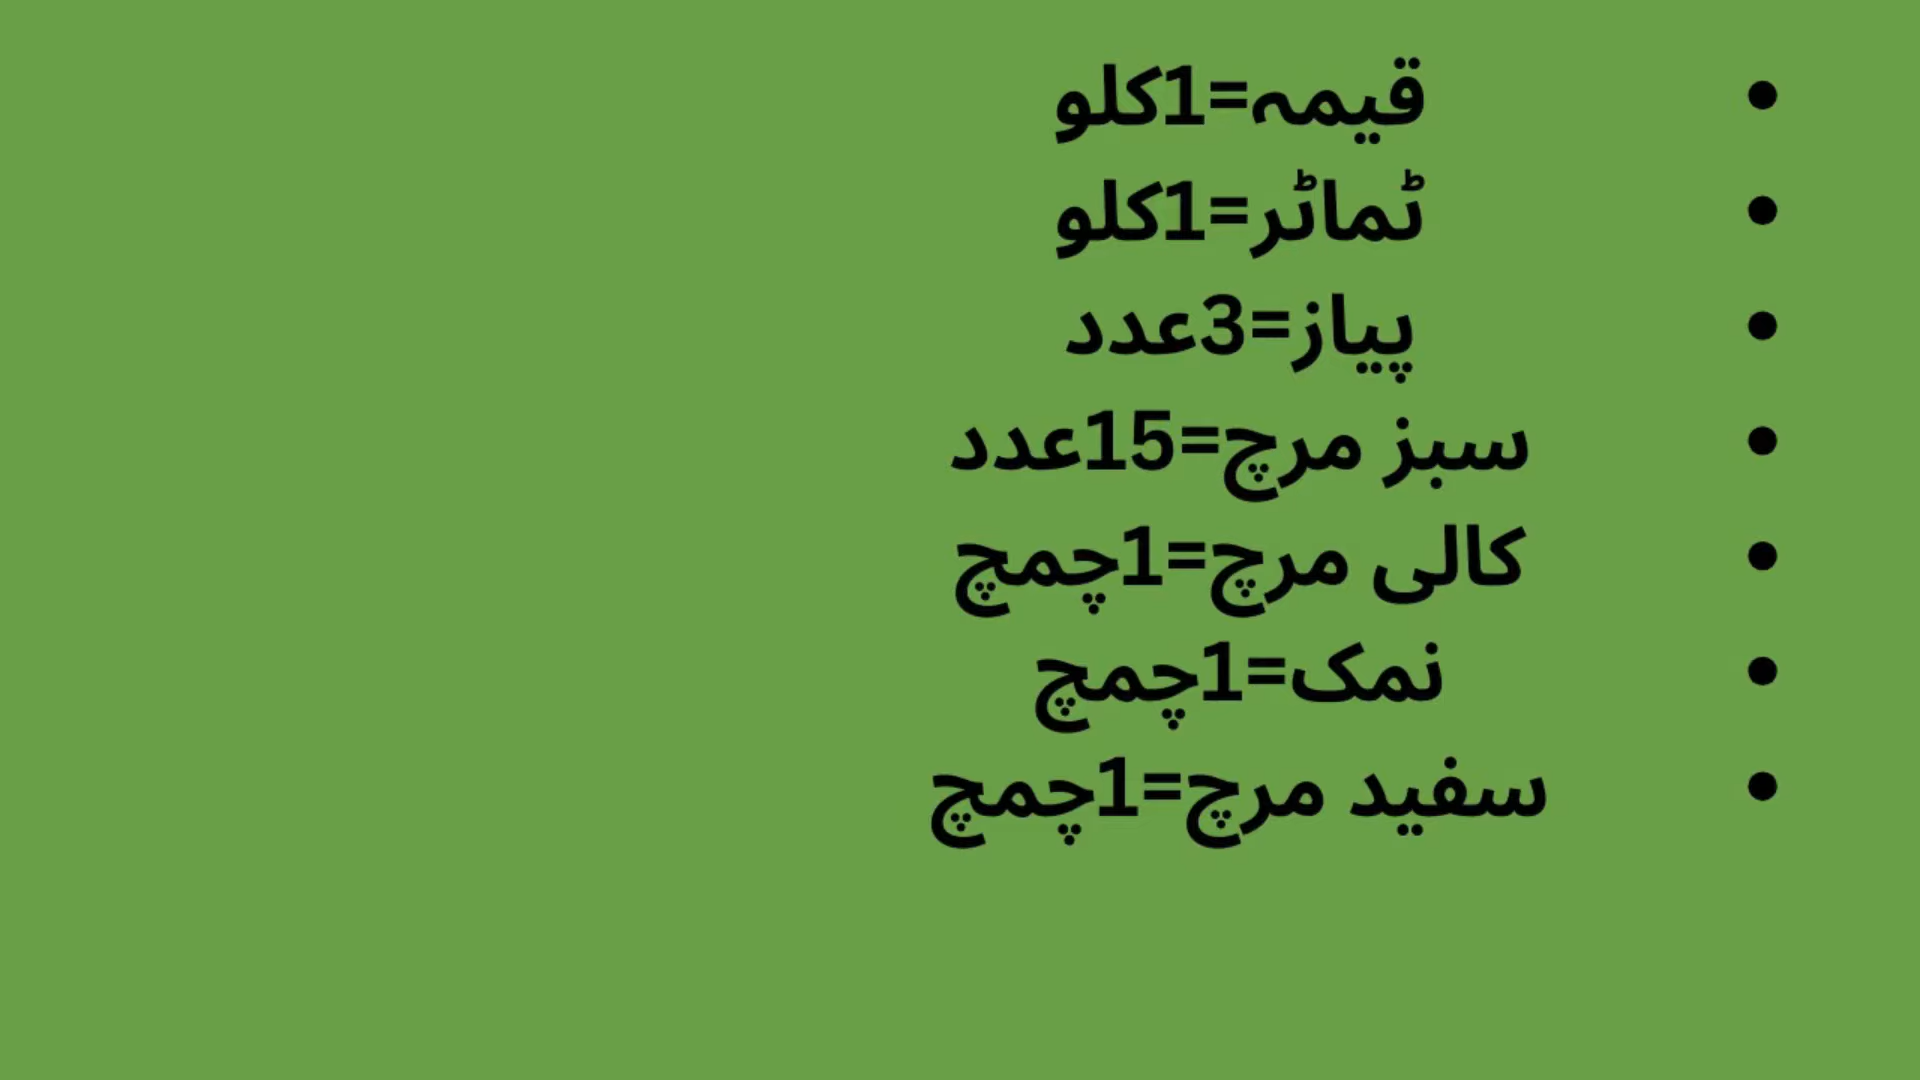 • قیمہ=1کلو
• ٹماٹر=1کلو
• پیاز=3عدد
• سبز مرچ=15عدد
• کالی مرچ=1چمچ
• نمک=1چمچ
• سفید مرچ=1چمچ